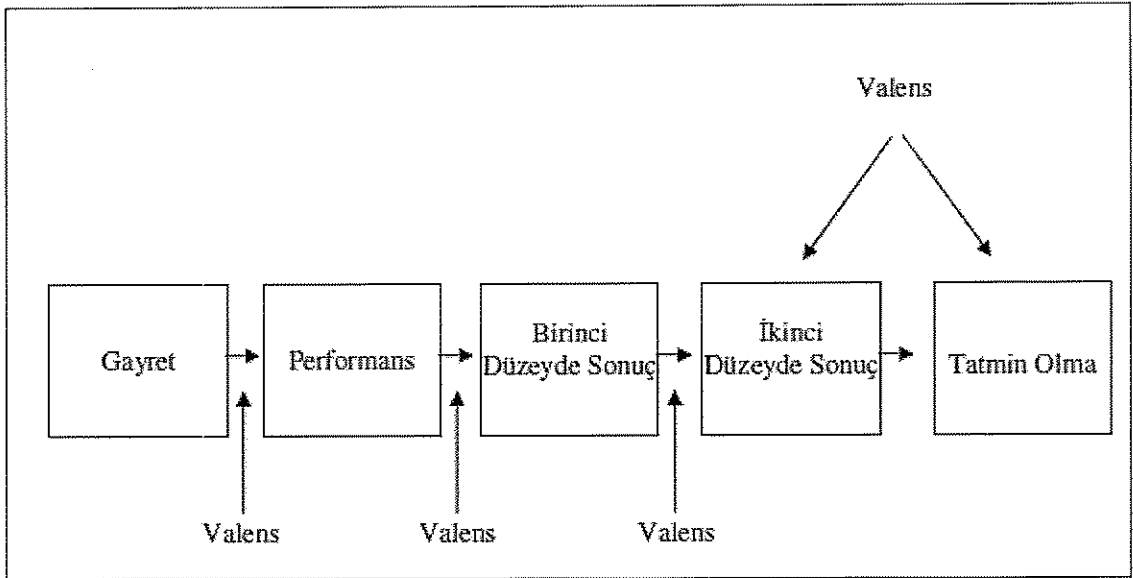 Valens
Gayret
Performans
Birinci
Düzeyde Sonuç
İkinci
Düzeyde Sonuç
Tatmin Olma
Valens
Valens
Valens